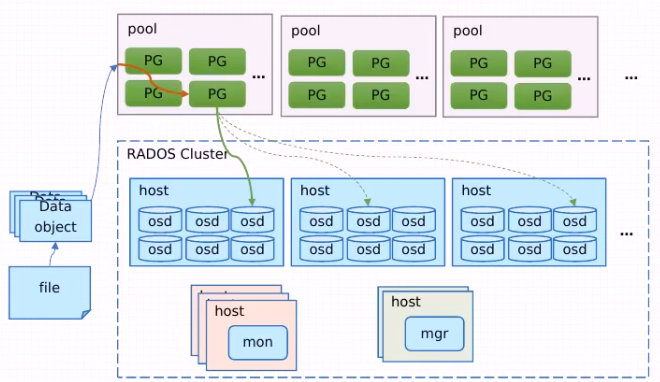 pool
PG PG
PG PG
...
pool
PG PG
PG PG
...
pool
PG PG
PG PG
...
...
RADOS Cluster
host
osd osd osd
osd osd osd
host
osd osd osd
osd osd osd
host
osd osd osd
osd osd osd
...
Data
object
file
host
mon
host
mgr